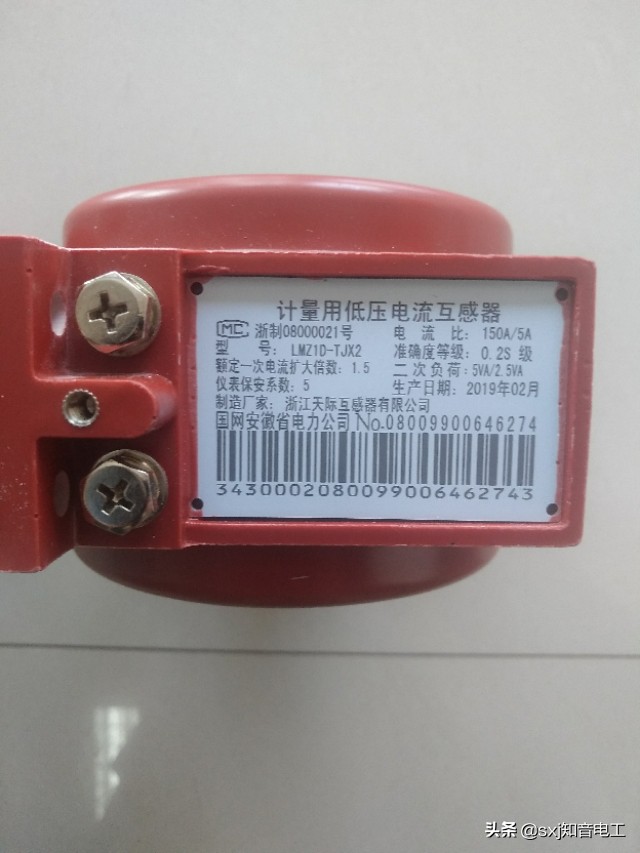 计量用低压电流互感器
MC 浙制08000021号 电流比: 150A/5A
型号: LMZ1D-TJX2 准确度等级: 0.2S 级
额定一次电流扩大倍数: 1.5 二次负荷: 5VA/2.5VA
仪表保安系数: 5 生产日期: 2019年02月
制造厂家: 浙江天际互感器有限公司
国网安徽省电力公司 No.08009900646274
3430002080099006462743
头条 @sxj知音电工